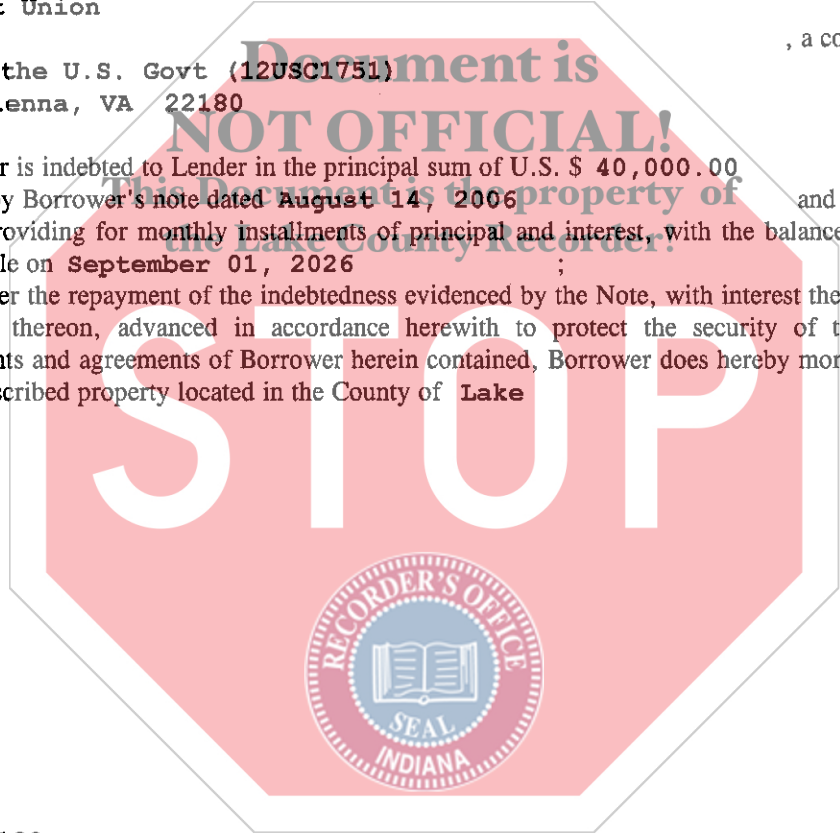 Union
, a
Document is
the U.S. Govt (12USC1751)
enna, VA 22180
NOT OFFICIAL!
r is indebted to Lender in the principal sum of U.S. $ 40,000.00
y Borrower's note dated August 14, 2006 and
This Document is the property of
roviding for monthly installments of principal and interest, with the balance
the Lake County Recorder!
le on September 01, 2026 ;
er the repayment of the indebtedness evidenced by the Note, with interest the
thereon, advanced in accordance herewith to protect the security of t
nts and agreements of Borrower herein contained, Borrower does hereby mor
scribed property located in the County of Lake
STOP
RECORDER'S OFFICE
SEAL
INDIANA